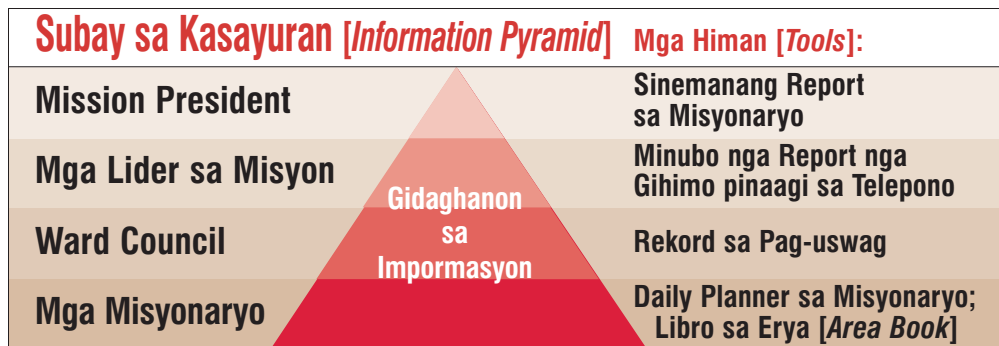 Subay sa Kasayuran [Information Pyramid]
Mga Himan [Tools]:
Mission President
Sinemanang Report
sa Misyonaryo
Mga Lider sa Misyon
Minubo nga Report nga
Gihimo pinaagi sa Telepono
Ward Council
Rekord sa Pag-uswag
Mga Misyonaryo
Daily Planner sa Misyonaryo;
Libro sa Erya [Area Book]
Gidaghanon
sa
Impormasyon